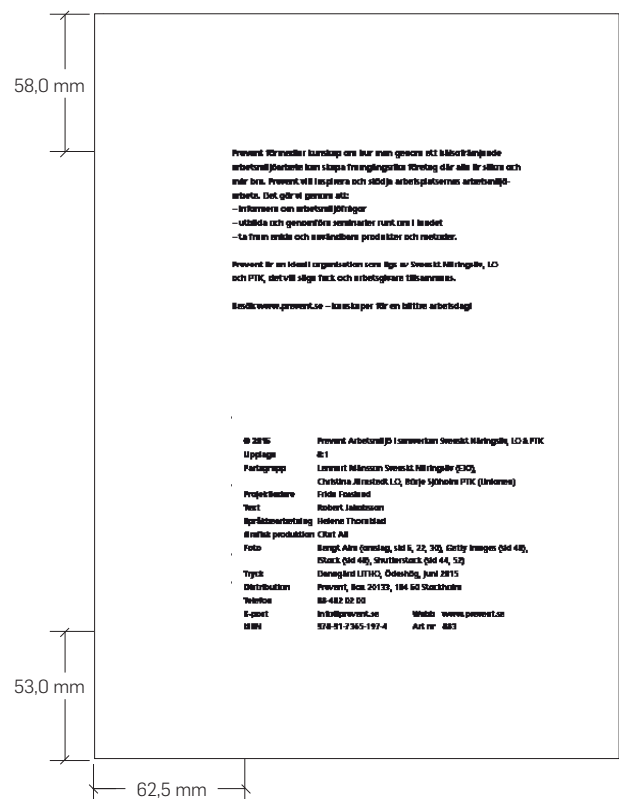 58,0 mm
Prevent förmedlar kunskap om hur man genom ett hälsofrämjande
arbetsmiljöarbete kan skapa framgångsrika företag där alla är säkra och
mår bra. Prevent vill inspirera och stödja arbetsplatsernas arbetsmiljö-
arbete. Det gör vi genom att:
– informera om arbetsmiljöfrågor
– utbilda och genomföra seminarier runt om i landet
– ta fram enkla och användbara produkter och metoder.
Prevent är en ideell organisation som ägs av Svenskt Näringsliv, LO
och PTK, det vill säga fack och arbetsgivare tillsammans.
Besök www.prevent.se – kunskaper för en bättre arbetsdag!
© 2015 Prevent Arbetsmiljö i samverkan Svenskt Näringsliv, LO & PTK
Upplaga 8:1
Partsgrupp Lennart Månsson Svenskt Näringsliv (EIO),
Christina Järnstedt LO, Börje Sjöholm PTK (Unionen)
Projektledare Frida Forslund
Text Robert Jakobsson
Språkbearbetning Helene Thornblad
Grafisk produktion Citat AB
Foto Bengt Alm (omslag, sid 6, 22, 30), Getty Images (sid 48),
iStock (sid 48), Shutterstock (sid 44, 52)
Tryck Danagård LITHO, Ödeshög, juni 2015
Distribution Prevent, Box 20133, 104 60 Stockholm
Telefon 08-402 02 00
E-post info@prevent.se Webb www.prevent.se
ISBN 978-91-7365-197-4 Art nr 883
53,0 mm
62,5 mm